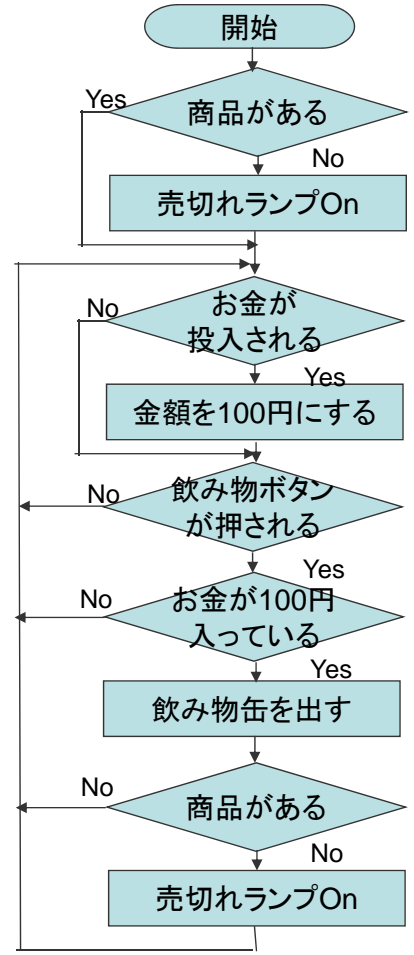 開始
Yes
商品がある
No
売切れランプOn
No
お金が
投入される
Yes
金額を100円にする
No
飲み物ボタン
が押される
Yes
No
お金が100円
入っている
Yes
飲み物缶を出す
No
商品がある
No
売切れランプOn